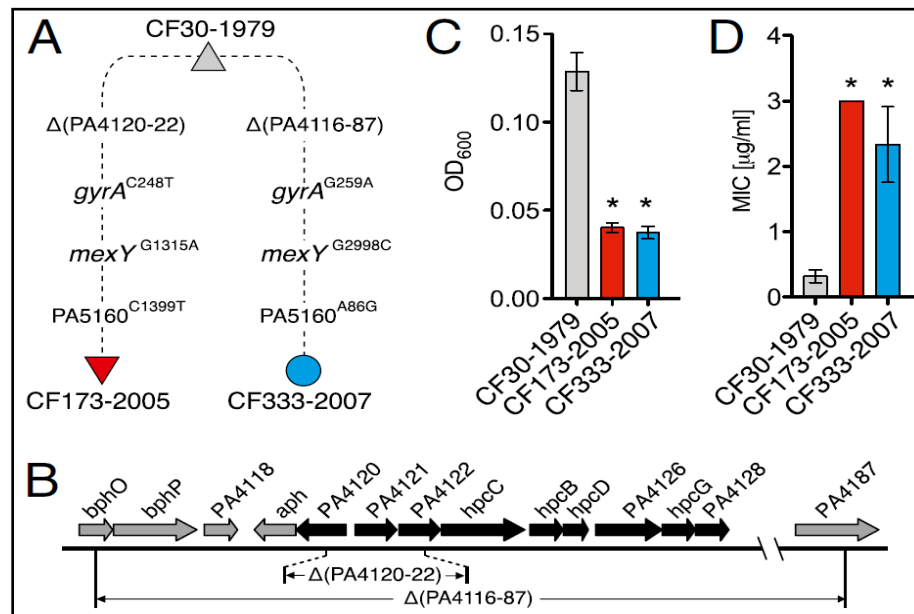 A
CF30-1979
Δ(PA4120-22)
Δ(PA4116-87)
gyrA^C248T
gyrA^G259A
mexY^G1315A
mexY^G2998C
PA5160^C1399T
PA5160^A86G
CF173-2005
CF333-2007
C
0.15
0.10
0.05
0.00
OD600
*
*
CF30-1979
CF173-2005
CF333-2007
D
4
3
2
1
0
MIC [µg/ml]
*
*
CF30-1979
CF173-2005
CF333-2007
B
bphO
bphP
PA4118
aph
PA4120
PA4121
PA4122
hpcC
hpcB
hpcD
PA4126
hpcG
PA4128
PA4187
Δ(PA4120-22)
Δ(PA4116-87)